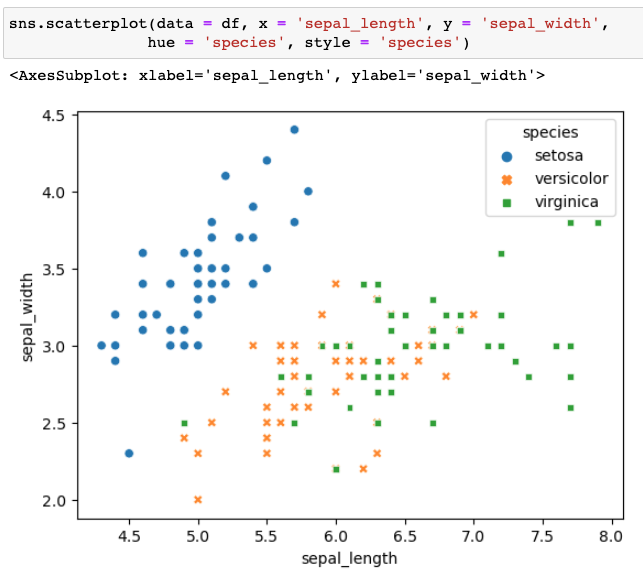 sns.scatterplot(data = df, x = 'sepal_length', y = 'sepal_width',
hue = 'species', style = 'species')
<AxesSubplot: xlabel='sepal_length', ylabel='sepal_width'>
4.5
4.0
3.5
3.0
2.5
2.0
sepal_width
species
setosa
versicolor
virginica
4.5 5.0 5.5 6.0 6.5 7.0 7.5 8.0
sepal_length